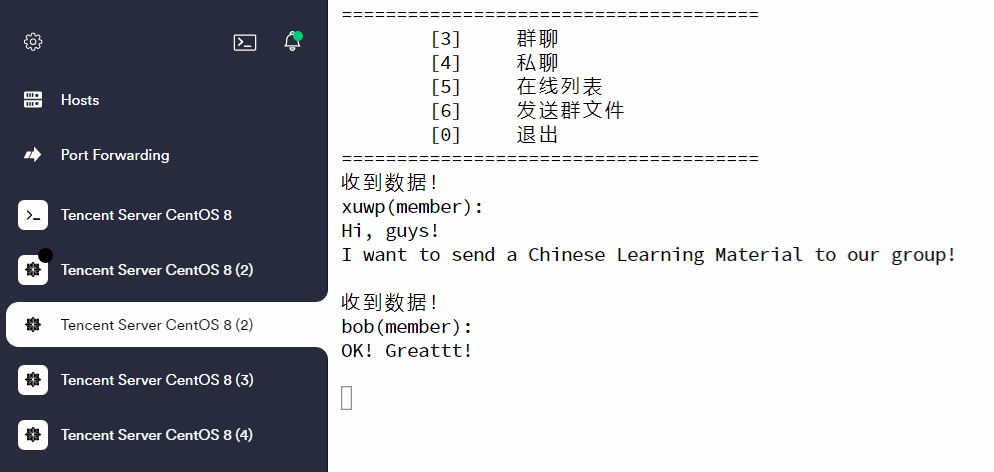 Hosts
Port Forwarding
Tencent Server CentOS 8
Tencent Server CentOS 8 (2)
Tencent Server CentOS 8 (2)
Tencent Server CentOS 8 (3)
Tencent Server CentOS 8 (4)
======================================
[3] 群聊
[4] 私聊
[5] 在线列表
[6] 发送群文件
[0] 退出
======================================
收到数据!
xuwp(member):
Hi, guys!
I want to send a Chinese Learning Material to our group!
收到数据!
bob(member):
OK! Greattt!